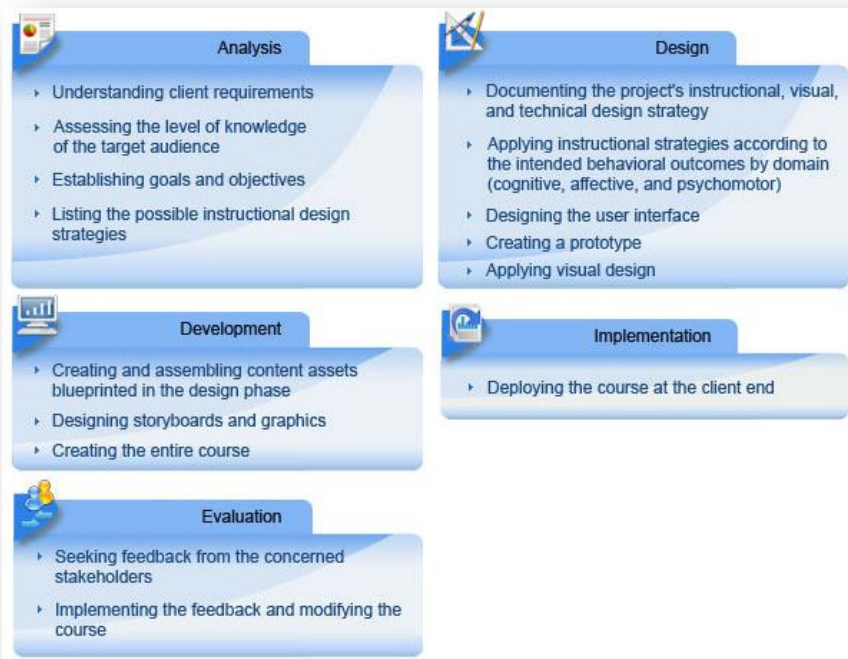 Analysis
Understanding client requirements
Assessing the level of knowledge
of the target audience
Establishing goals and objectives
Listing the possible instructional design
strategies
Design
Documenting the project's instructional, visual,
and technical design strategy
Applying instructional strategies according to
the intended behavioral outcomes by domain
(cognitive, affective, and psychomotor)
Designing the user interface
Creating a prototype
Applying visual design
Development
Creating and assembling content assets
blueprinted in the design phase
Designing storyboards and graphics
Creating the entire course
Implementation
Deploying the course at the client end
Evaluation
Seeking feedback from the concerned
stakeholders
Implementing the feedback and modifying the
course